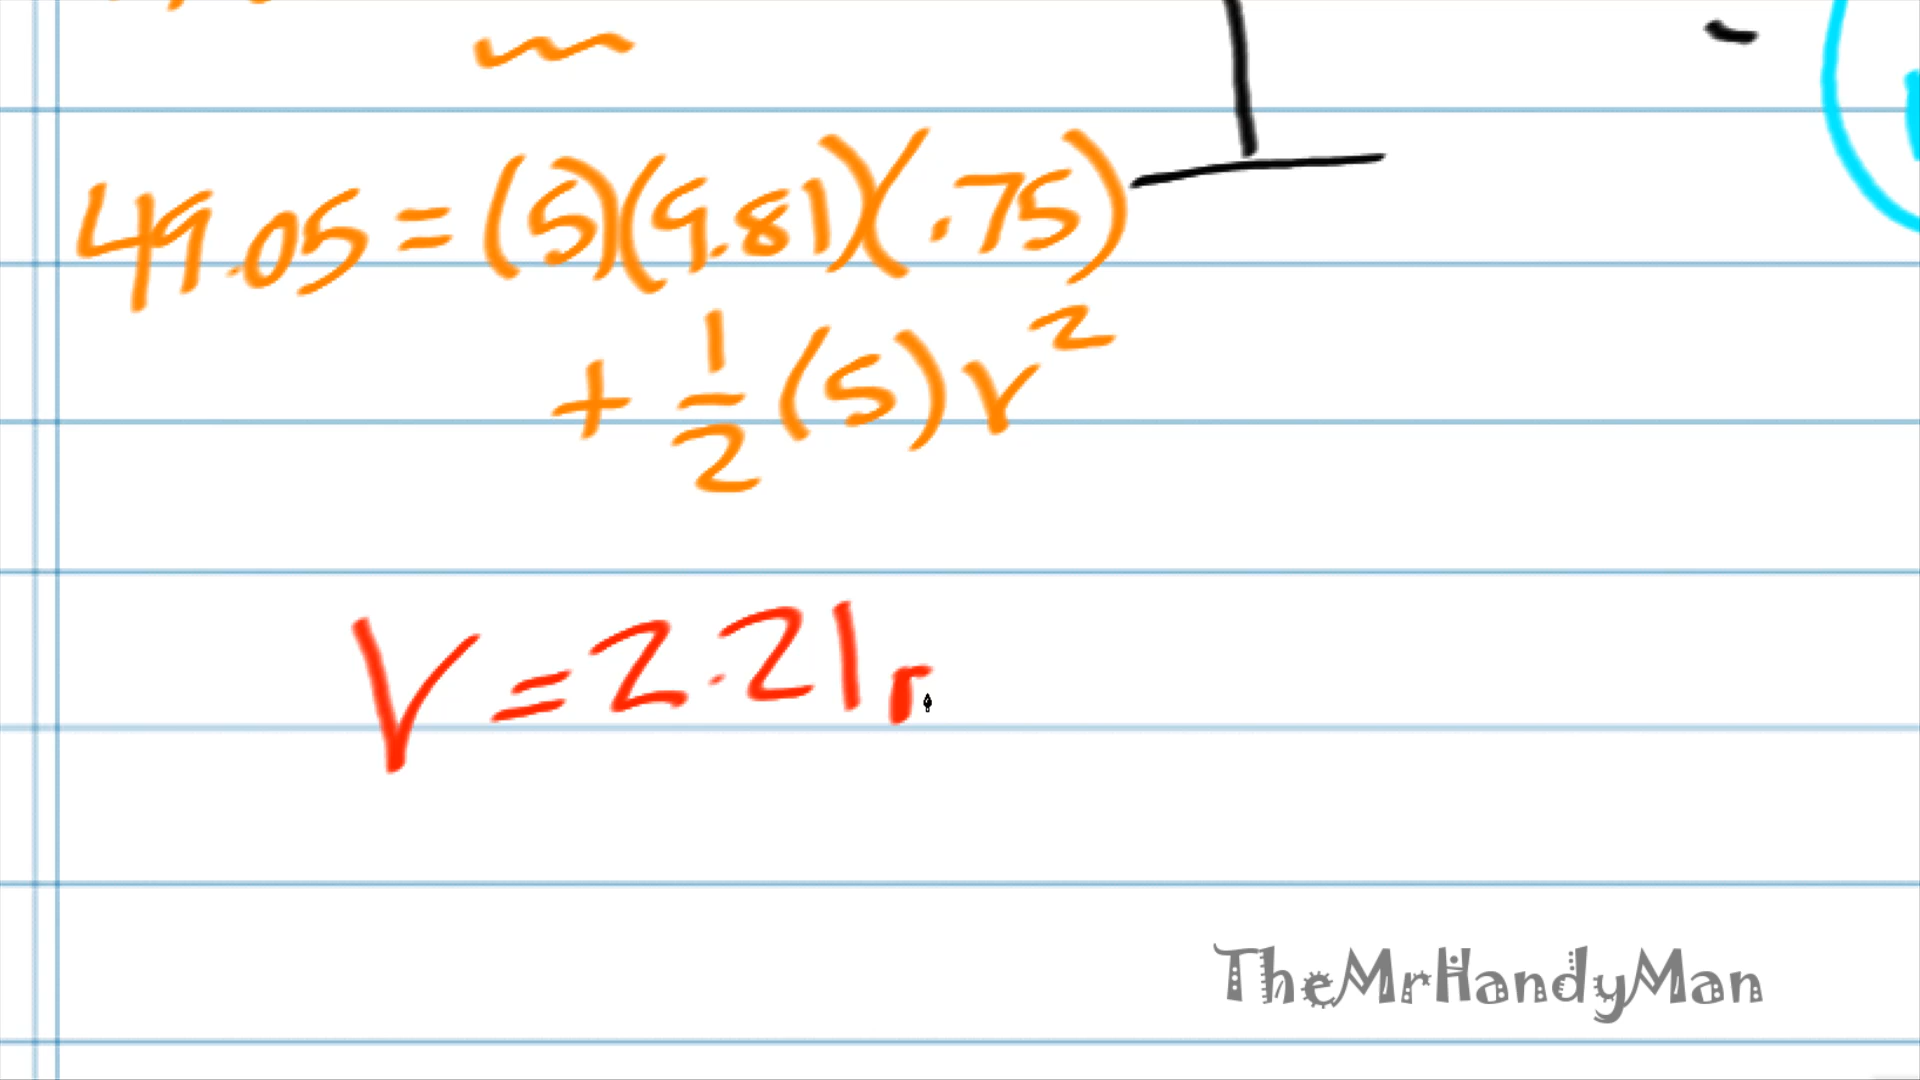 49.05 = (5)(9.81)(.75)
+ 1/2 (5) v²
V = 2.21
TheMrHandyMan